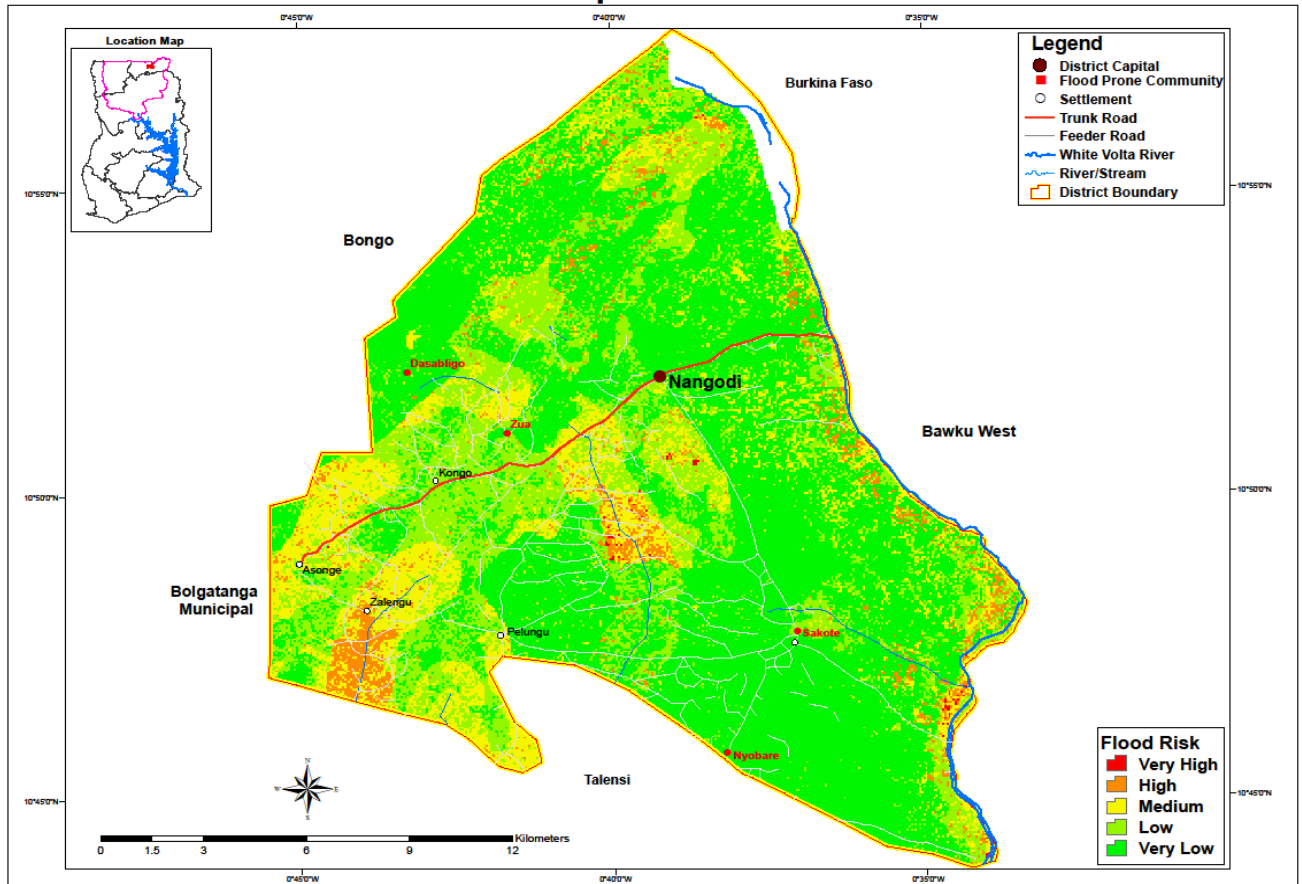 0°45'0"W
0°40'0"W
0°35'0"W
Location Map
Legend
District Capital
Flood Prone Community
Settlement
Trunk Road
Feeder Road
White Volta River
River/Stream
District Boundary
Burkina Faso
10°55'0"N
10°55'0"N
Bongo
Dasabligo
Nangodi
Zua
Bawku West
Kongo
10°50'0"N
10°50'0"N
Asonge
Bolgatanga
Municipal
Zalengu
Pelungu
Sakote
Nyobare
Talensi
Flood Risk
Very High
High
Medium
Low
Very Low
N
W
E
S
10°45'0"N
10°45'0"N
Kilometers
0 1.5 3 6 9 12
0°45'0"W
0°40'0"W
0°35'0"W